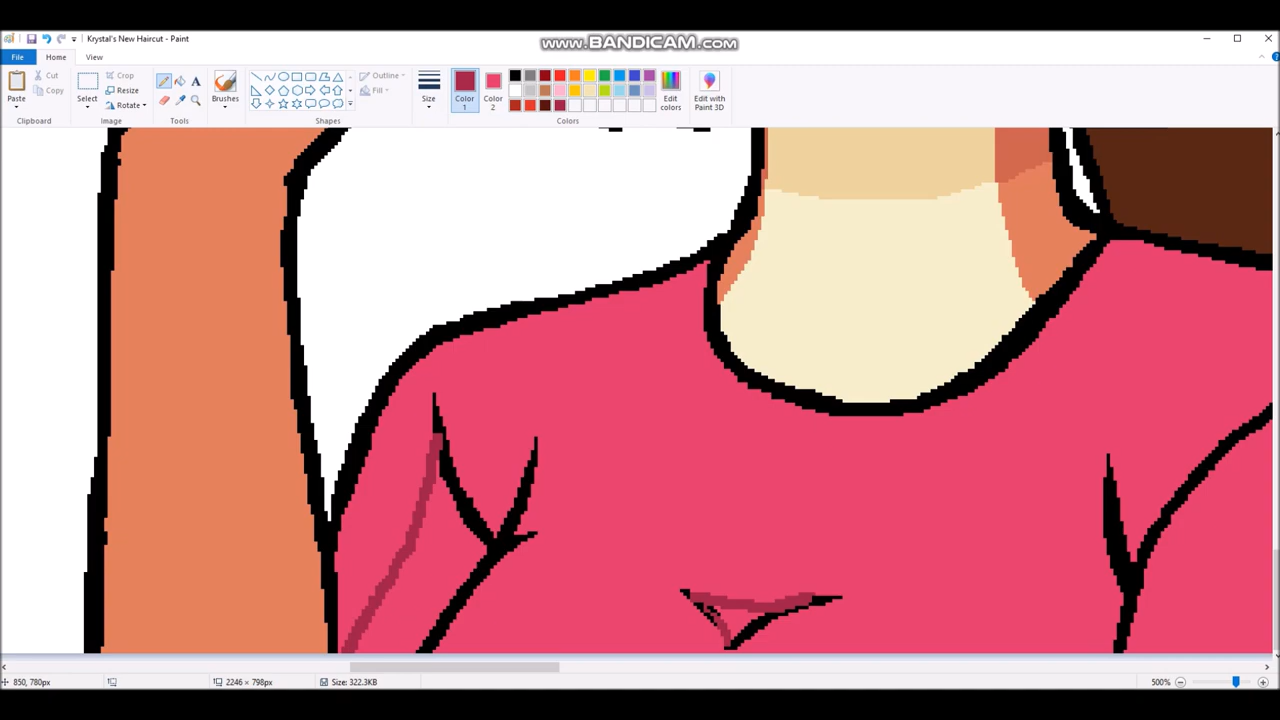 www.BANDICAM.com
Krystal's New Haircut - Paint
File Home View
Paste
Cut
Copy
Clipboard
Select
Crop
Resize
Rotate
Image
Tools
Brushes
Outline
Fill
Shapes
Size
Color 1
Color 2
Edit colors
Edit with Paint 3D
Colors
850, 780px
2246 × 798px
Size: 322.3KB
500%